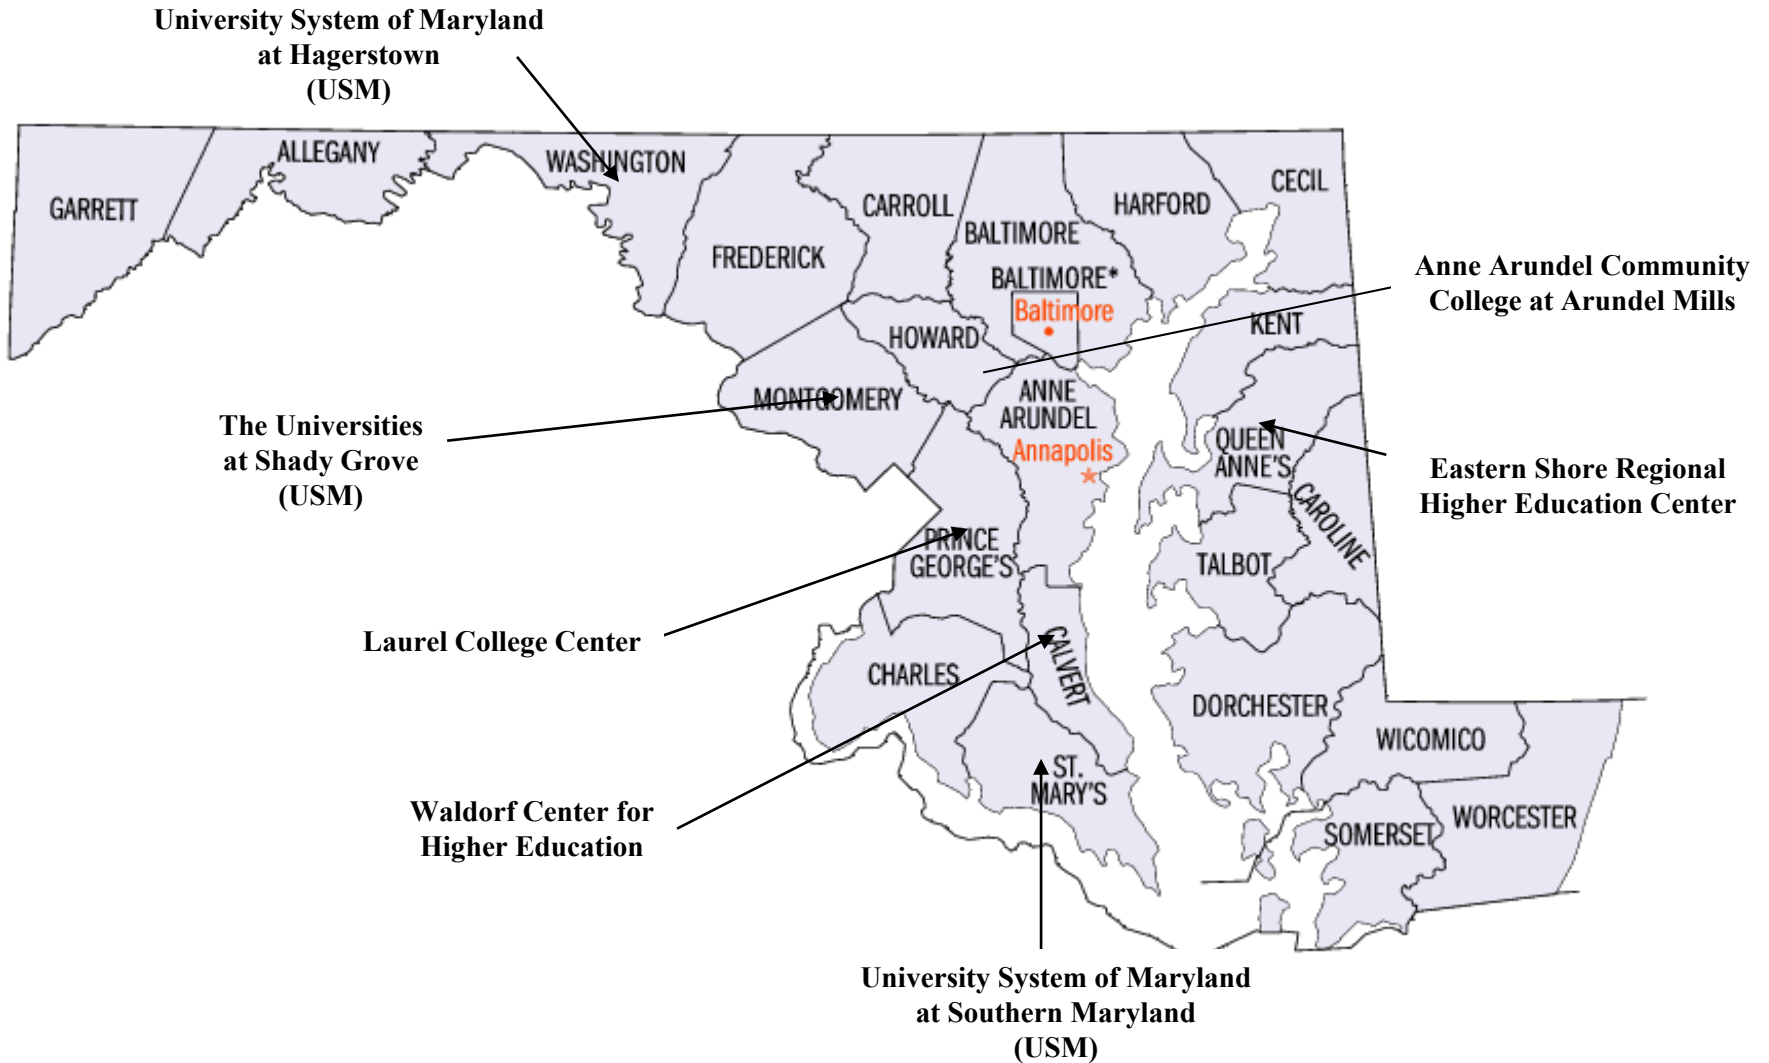 University System of Maryland
at Hagerstown
(USM)
GARRETT
ALLEGANY
WASHINGTON
FREDERICK
CARROLL
BALTIMORE
BALTIMORE*
Baltimore
HARFORD
CECIL
Anne Arundel Community
College at Arundel Mills
HOWARD
KENT
MONTGOMERY
ANNE
ARUNDEL
Annapolis
The Universities
at Shady Grove
(USM)
QUEEN
ANNE'S
Eastern Shore Regional
Higher Education Center
CAROLINE
PRINCE
GEORGE'S
TALBOT
Laurel College Center
CHARLES
CALVERT
DORCHESTER
WICOMICO
ST.
MARY'S
Waldorf Center for
Higher Education
SOMERSET
WORCESTER
University System of Maryland
at Southern Maryland
(USM)